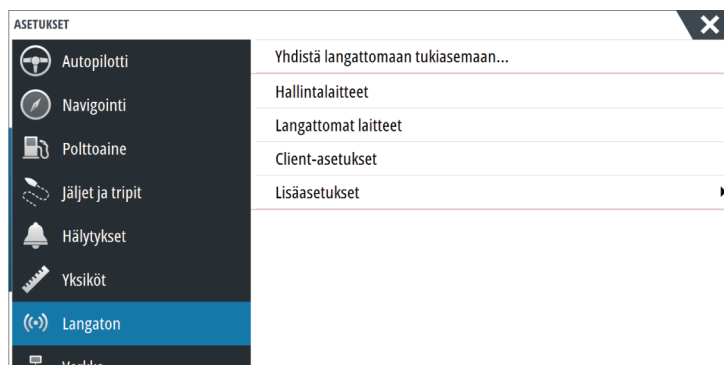 ASETUKSET
Autopilotti
Navigointi
Polttoaine
Jäljet ja tripit
Hälytykset
Yksiköt
Langaton
Verkko
Yhdistä langattomaan tukiasemaan...
Hallintalaitteet
Langattomat laitteet
Client-asetukset
Lisäasetukset